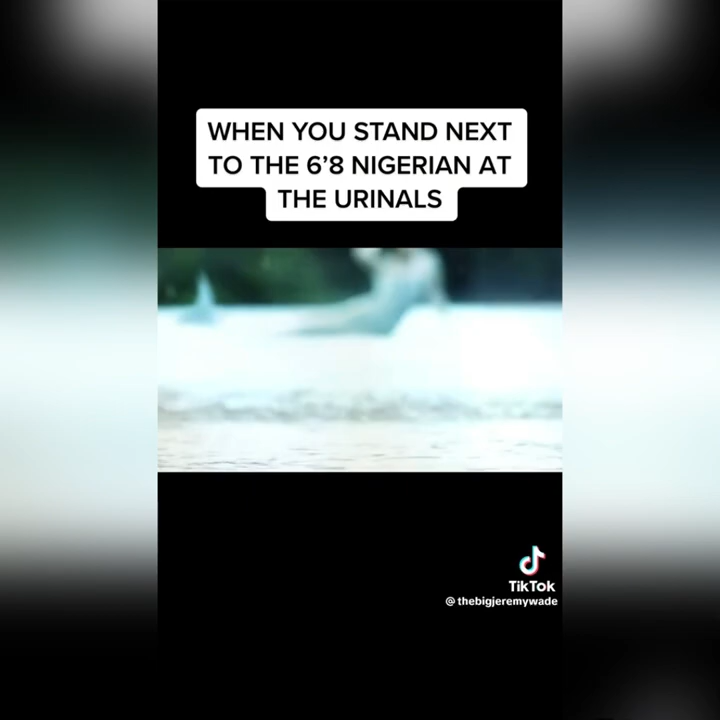 WHEN YOU STAND NEXT
TO THE 6’8 NIGERIAN AT
THE URINALS
TikTok
@ thebigjeremywade